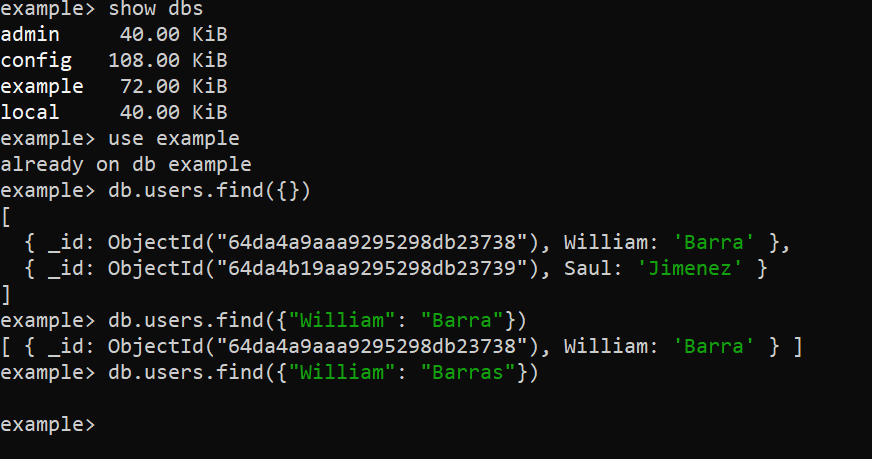 example> show dbs
admin     40.00 KiB
config   108.00 KiB
example   72.00 KiB
local     40.00 KiB
example> use example
already on db example
example> db.users.find({})
[
  { _id: ObjectId("64da4a9aaa9295298db23738"), William: 'Barra' },
  { _id: ObjectId("64da4b19aa9295298db23739"), Saul: 'Jimenez' }
]
example> db.users.find({"William": "Barra"})
[ { _id: ObjectId("64da4a9aaa9295298db23738"), William: 'Barra' } ]
example> db.users.find({"William": "Barras"})

example>